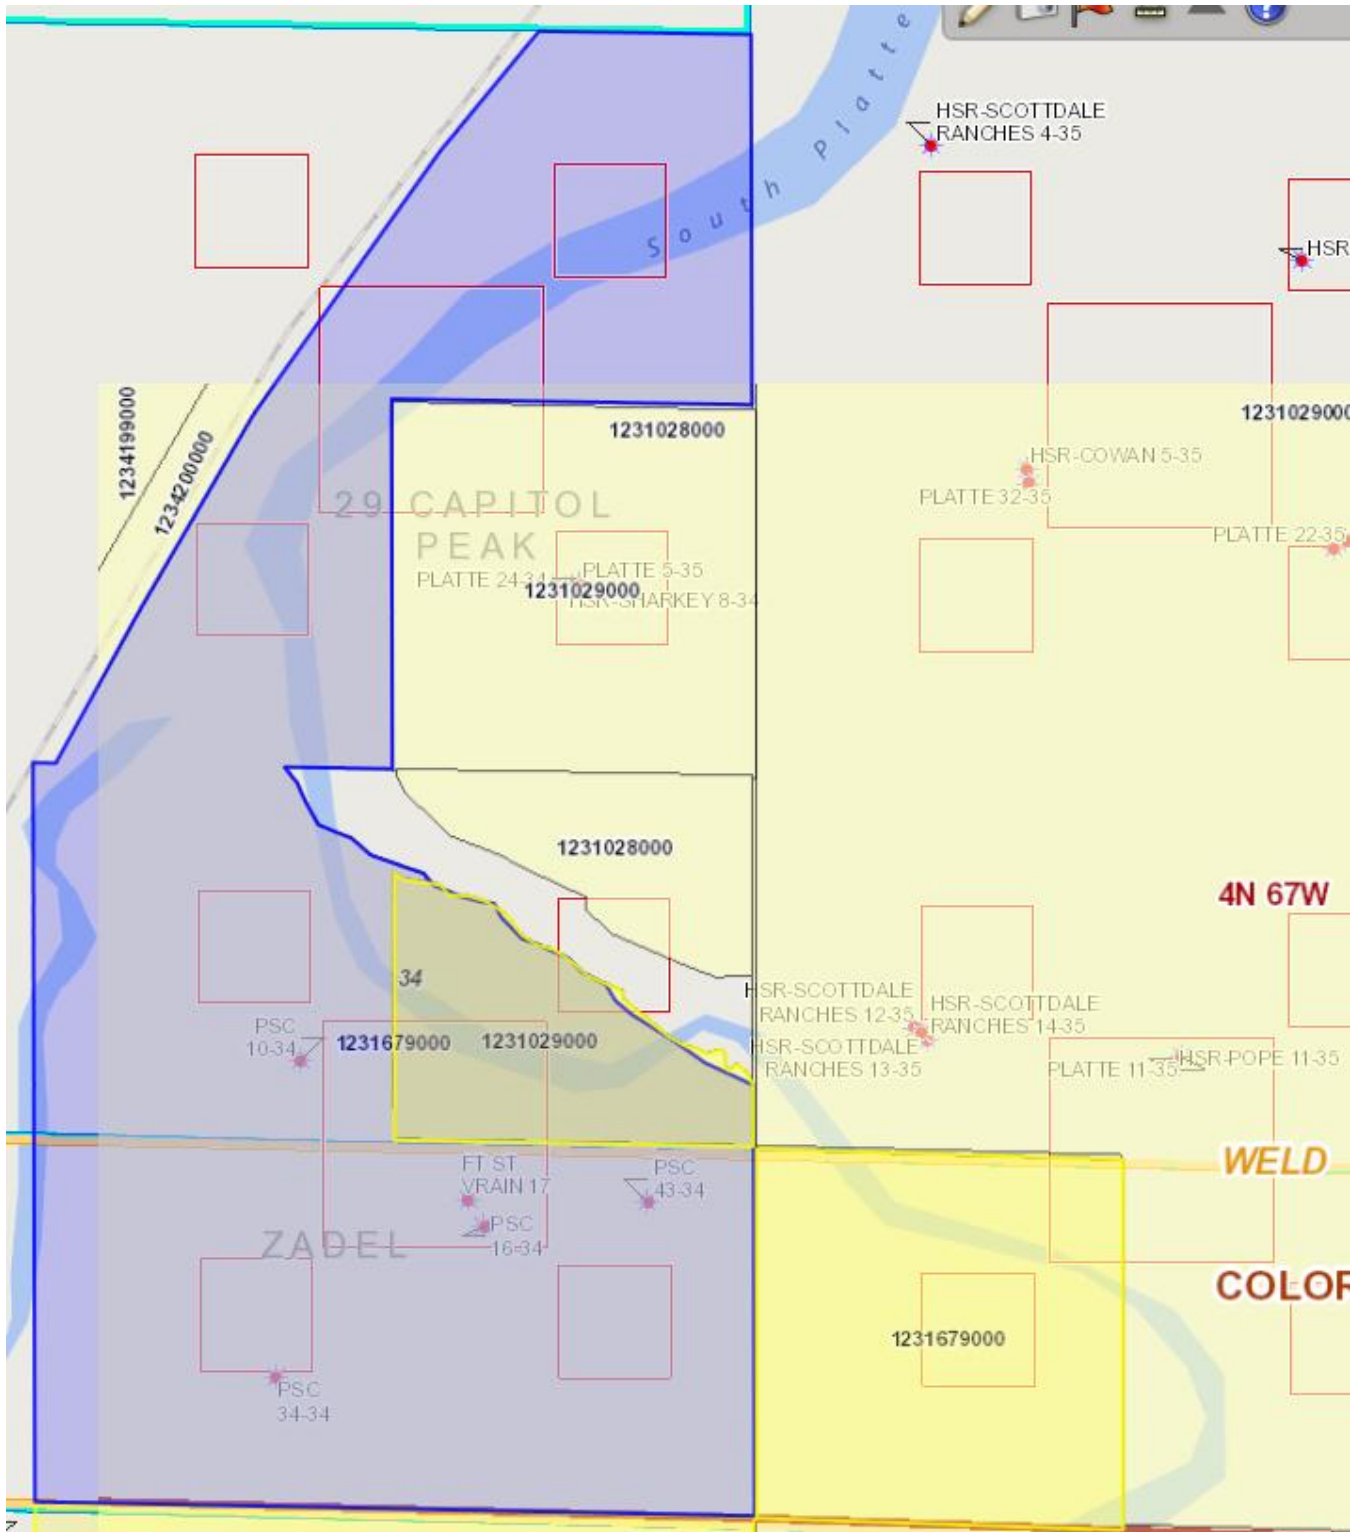 South Platte
HSR-SCOTTDALE
RANCHES 4-35
HSR
1234199000
1234200000
1231028000
1231029000
HSR-COWAN 5-35
PLATTE 32-35
PLATTE 22-35
29 CAPITOL
PEAK
PLATTE 24-34
PLATTE 5-35
1231029000
HSR-SHARKEY 8-34
1231028000
4N 67W
34
HSR-SCOTTDALE
RANCHES 12-35
HSR-SCOTTDALE
RANCHES 14-35
PSC
10-34
1231679000
1231029000
HSR-SCOTTDALE
RANCHES 13-35
PLATTE 11-35
HSR-POPE 11-35
WELD
FT ST
VRAIN 17
PSC
43-34
PSC
16-34
ZADEL
COLOR
1231679000
PSC
34-34